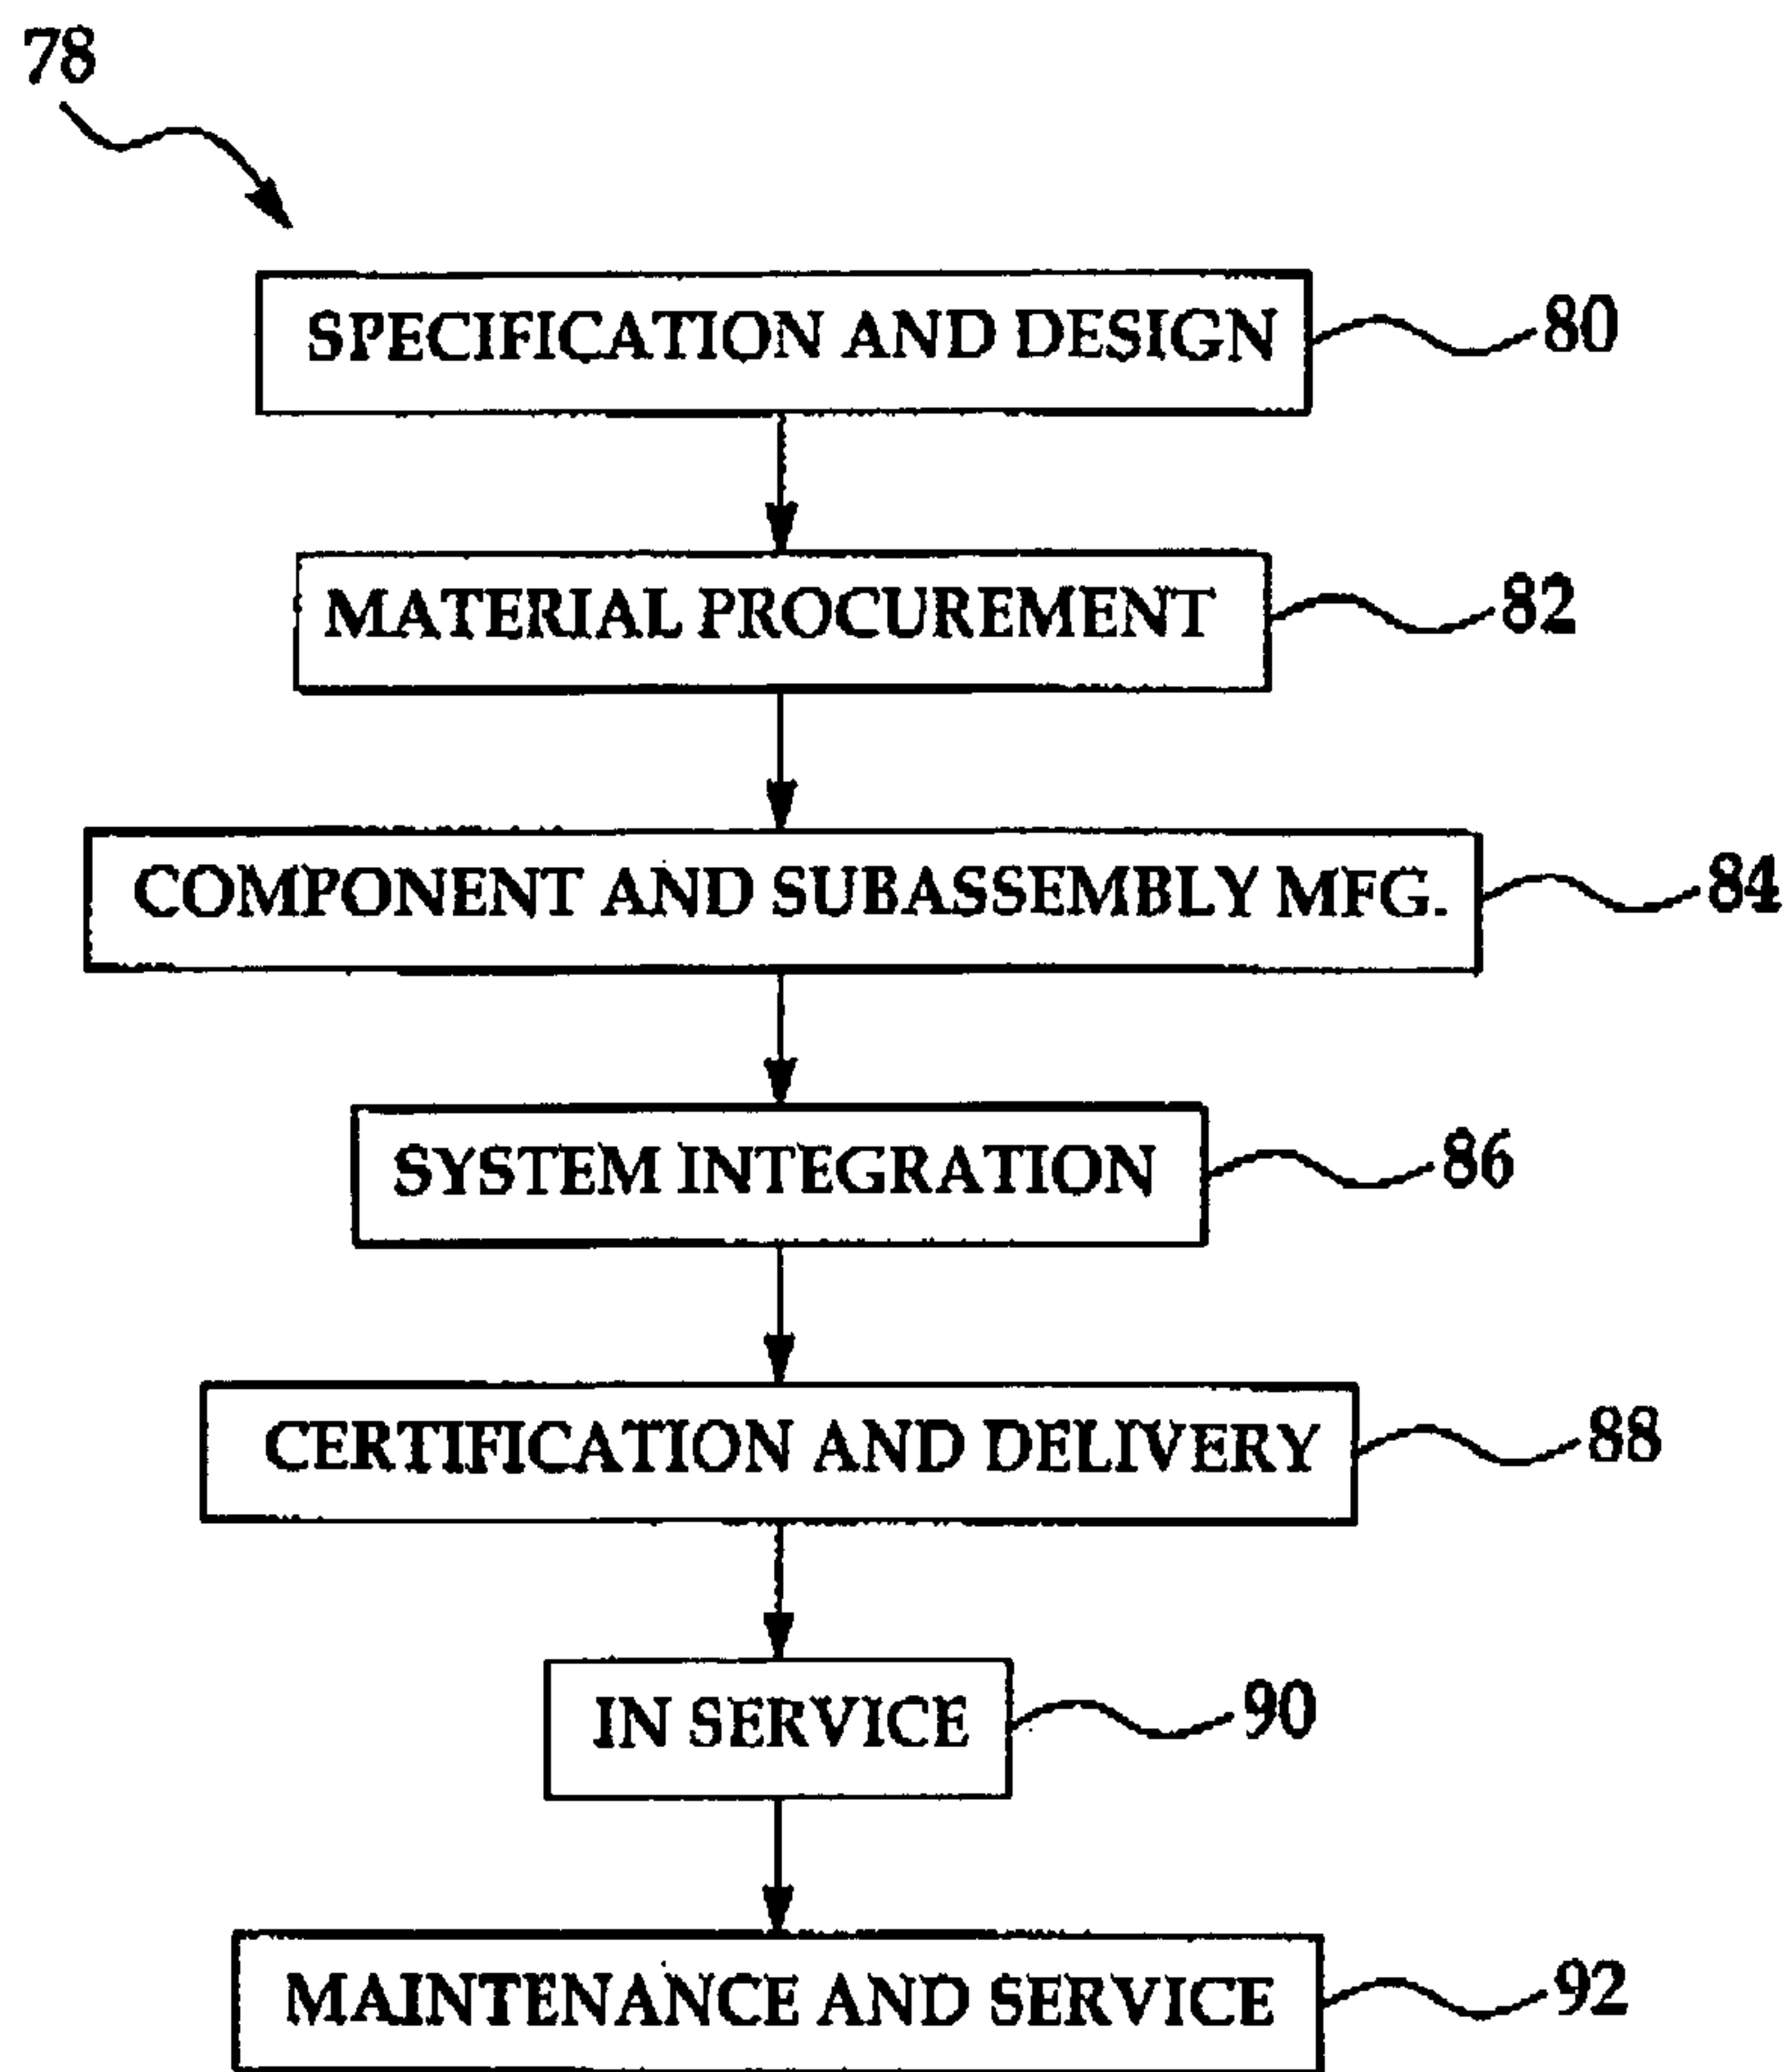 78
SPECIFICATION AND DESIGN 80
MATERIAL PROCUREMENT 82
COMPONENT AND SUBASSEMBLY MFG. 84
SYSTEM INTEGRATION 86
CERTIFICATION AND DELIVERY 88
IN SERVICE 90
MAINTENANCE AND SERVICE 92